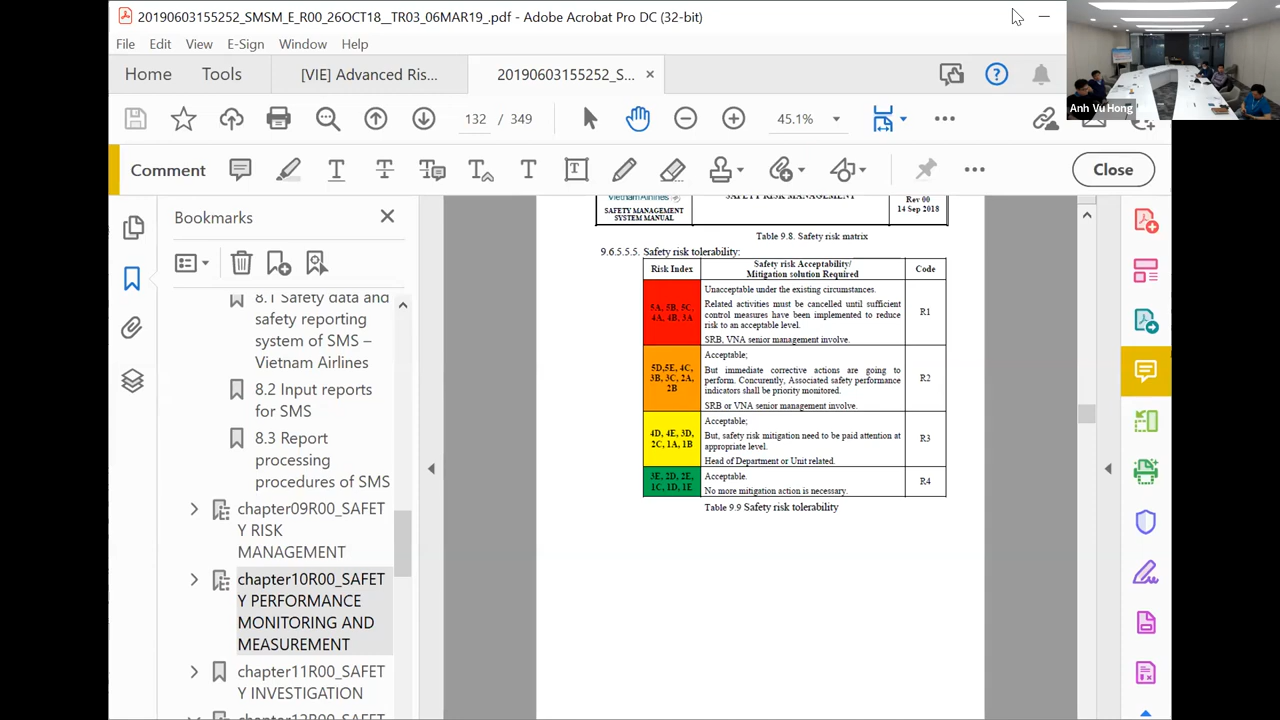 20190603155252_SMSM_E_R00_26OCT18__TR03_06MAR19_.pdf - Adobe Acrobat Pro DC (32-bit)
File Edit View E-Sign Window Help
Home Tools [VIE] Advanced Ris... 20190603155252_S... ×
132 / 349 45.1%
Anh Vu Hong
Comment Close
Bookmarks
8.1 Safety data and
safety reporting
system of SMS –
Vietnam Airlines
8.2 Input reports
for SMS
8.3 Report
processing
procedures of SMS
chapter09R00_SAFET
Y RISK
MANAGEMENT
chapter10R00_SAFET
Y PERFORMANCE
MONITORING AND
MEASUREMENT
chapter11R00_SAFET
Y INVESTIGATION
Vietnam Airlines
SAFETY MANAGEMENT
SYSTEM MANUAL
SAFETY RISK MANAGEMENT
Rev 00
14 Sep 2018
Table 9.8. Safety risk matrix
9.6.5.5.5. Safety risk tolerability:
Risk Index
Safety risk Acceptability/
Mitigation solution Required
Code
5A, 5B, 5C,
4A, 4B, 3A
Unacceptable under the existing circumstances.
Related activities must be cancelled until sufficient
control measures have been implemented to reduce
risk to an acceptable level.
SRB, VNA senior management involve.
R1
5D,5E, 4C,
3B, 3C, 2A,
2B
Acceptable;
But immediate corrective actions are going to
perform. Concurently, Associated safety performance
indicators shall be priority monitored.
SRB or VNA senior management involve.
R2
4D, 4E, 3D,
2C, 1A, 1B
Acceptable;
But, safety risk mitigation need to be paid attention at
appropriate level.
Head of Department or Unit related.
R3
3E, 2D, 2E,
1C, 1D, 1E
Acceptable.
No more mitigation action is necessary.
R4
Table 9.9 Safety risk tolerability